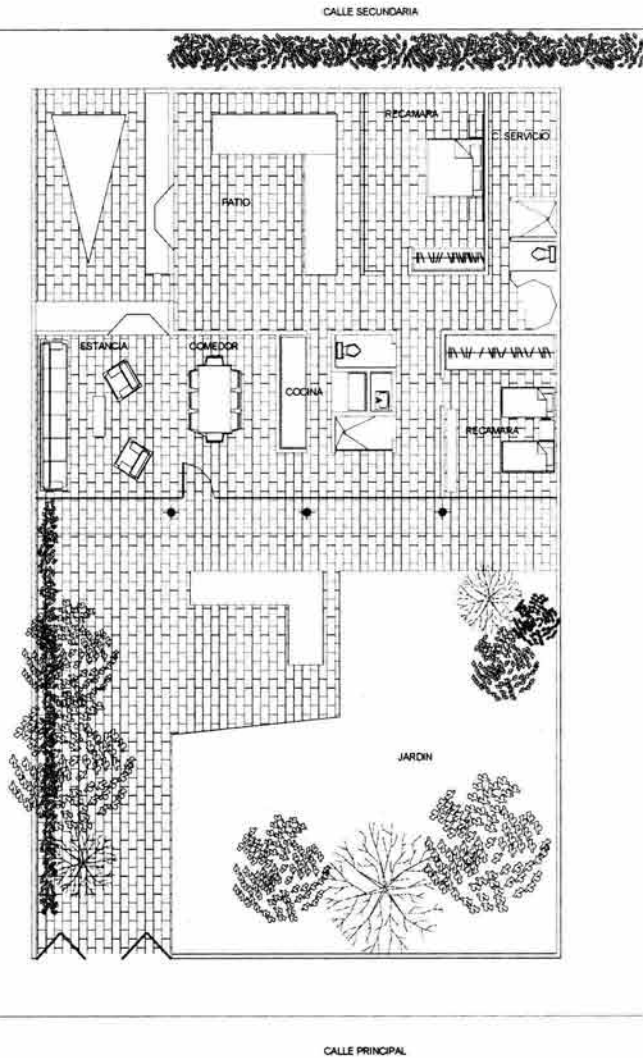 CALLE SECUNDARIA
RECAMARA
C. SERVICIO
PATIO
ESTANCIA
COMEDOR
COCINA
RECAMARA
JARDIN
CALLE PRINCIPAL